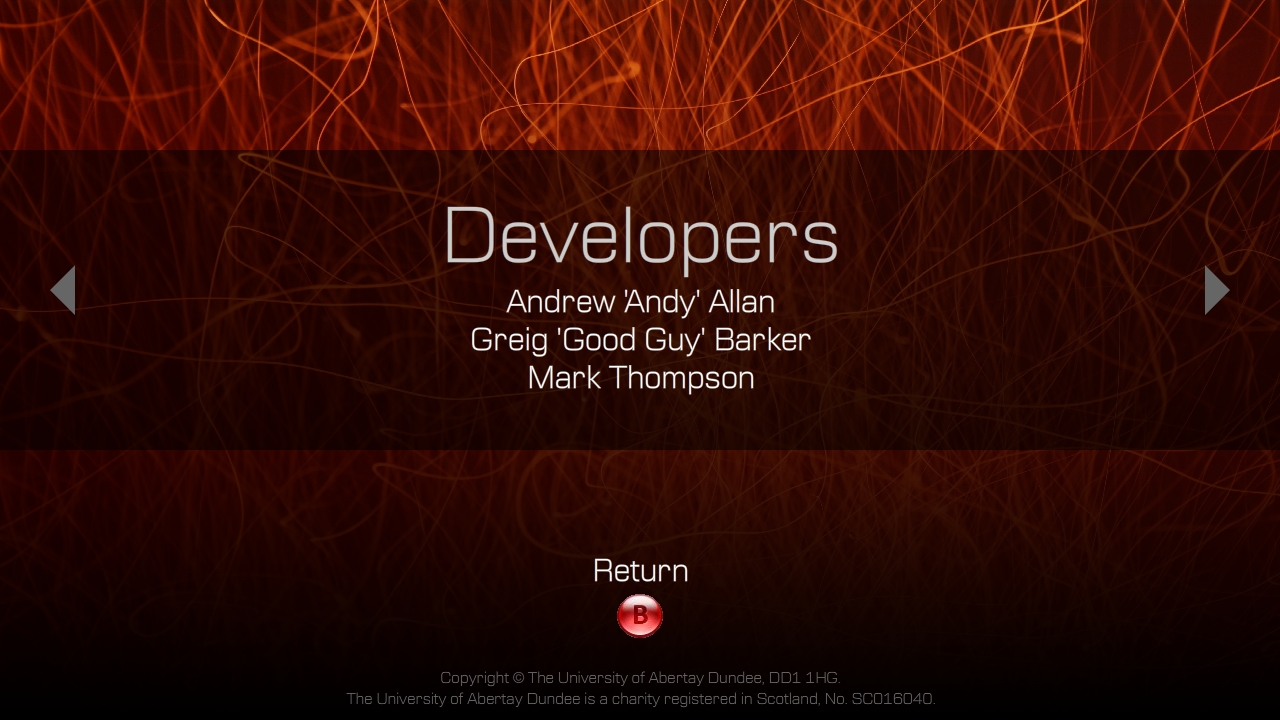 Developers
Andrew 'Andy' Allan
Greig 'Good Guy' Barker
Mark Thompson
Return
B
Copyright © The University of Abertay Dundee, DD1 1HG.
The University of Abertay Dundee is a charity registered in Scotland, No. SC016040.